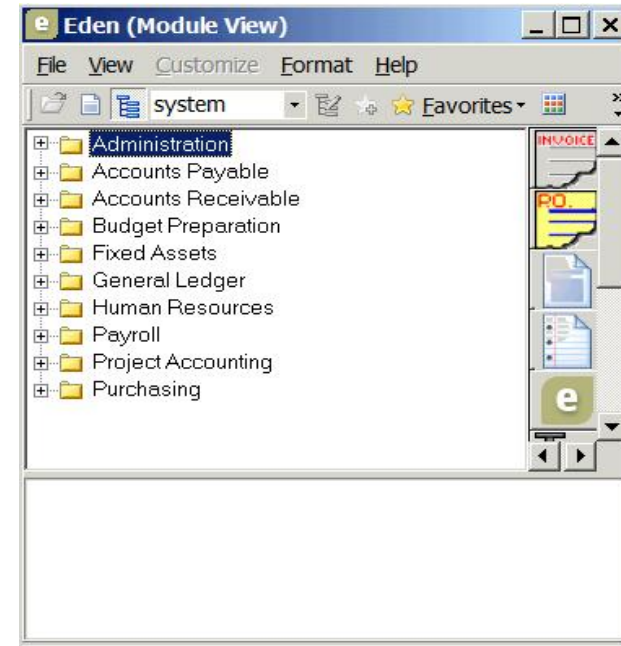 e Eden (Module View)
File View Customize Format Help
system Favorites
Administration
Accounts Payable
Accounts Receivable
Budget Preparation
Fixed Assets
General Ledger
Human Resources
Payroll
Project Accounting
Purchasing
INVOICE
P.O.
e